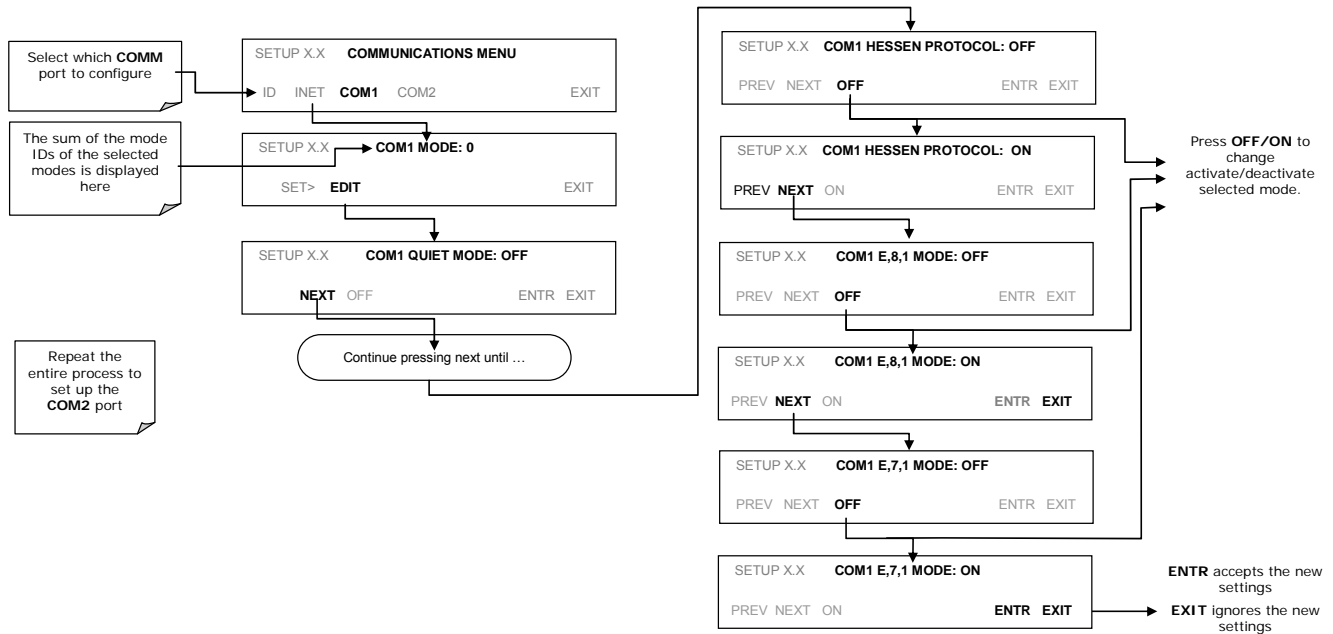 Select which COMM
port to configure
SETUP X.X COMMUNICATIONS MENU
ID INET COM1 COM2 EXIT
The sum of the mode
IDs of the selected
modes is displayed
here
SETUP X.X COM1 MODE: 0
SET> EDIT EXIT
SETUP X.X COM1 QUIET MODE: OFF
NEXT OFF ENTR EXIT
Continue pressing next until …
Repeat the
entire process to
set up the
COM2 port
SETUP X.X COM1 HESSEN PROTOCOL: OFF
PREV NEXT OFF ENTR EXIT
SETUP X.X COM1 HESSEN PROTOCOL: ON
PREV NEXT ON ENTR EXIT
SETUP X.X COM1 E,8,1 MODE: OFF
PREV NEXT OFF ENTR EXIT
SETUP X.X COM1 E,8,1 MODE: ON
PREV NEXT ON ENTR EXIT
SETUP X.X COM1 E,7,1 MODE: OFF
PREV NEXT OFF ENTR EXIT
SETUP X.X COM1 E,7,1 MODE: ON
PREV NEXT ON ENTR EXIT
Press OFF/ON to
change
activate/deactivate
selected mode.
ENTR accepts the new
settings
EXIT ignores the new
settings